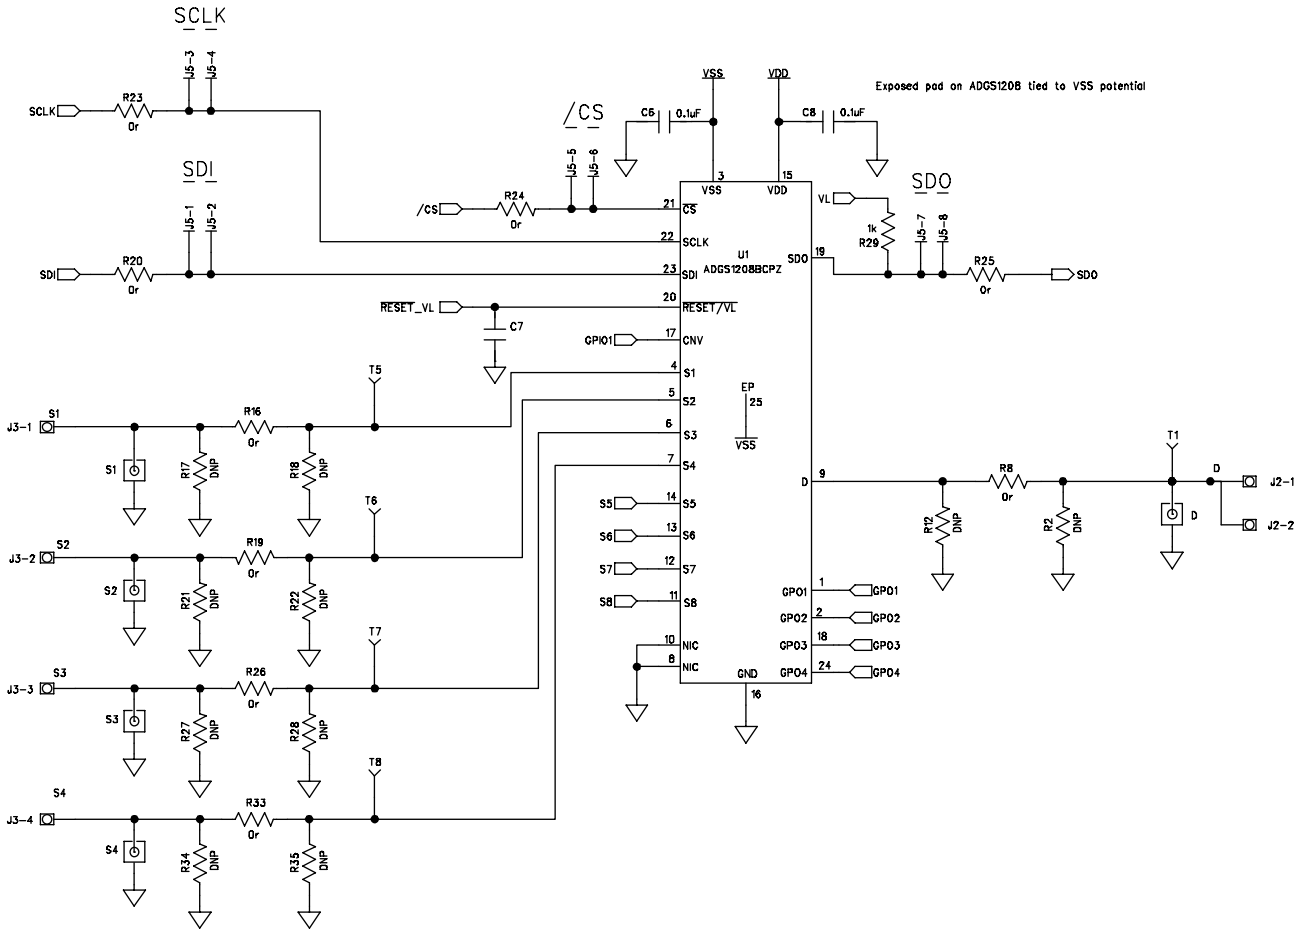 SCLK
J5-3
J5-4
SCLK
R23
0r
SDI
J5-1
J5-2
SDI
R20
0r
/CS
J5-5
J5-6
/CS
R24
0r
VSS
VDD
C6
0.1uF
C8
0.1uF
Exposed pad on ADGS1208 tied to VSS potential
3
VSS
15
VDD
21
CS
22
SCLK
23
SDI
20
RESET/VL
17
CNV
4
S1
5
S2
6
S3
7
S4
14
S5
13
S6
12
S7
11
S8
10
NIC
8
NIC
U1
ADGS1208BCPZ
EP
25
VSS
GND
16
SDO
19
D
9
GPO1
1
GPO2
2
GPO3
18
GPO4
24
VL
1k
R29
SDO
J5-7
J5-8
R25
0r
SDO
RESET_VL
C7
GPIO1
S5
S6
S7
S8
GPO1
GPO2
GPO3
GPO4
J3-1
S1
S1
R17
DNP
R16
0r
R18
DNP
T5
J3-2
S2
S2
R21
DNP
R19
0r
R22
DNP
T6
J3-3
S3
S3
R27
DNP
R26
0r
R28
DNP
T7
J3-4
S4
S4
R34
DNP
R33
0r
R35
DNP
T8
R12
DNP
R8
0r
R2
DNP
T1
D
D
J2-1
J2-2